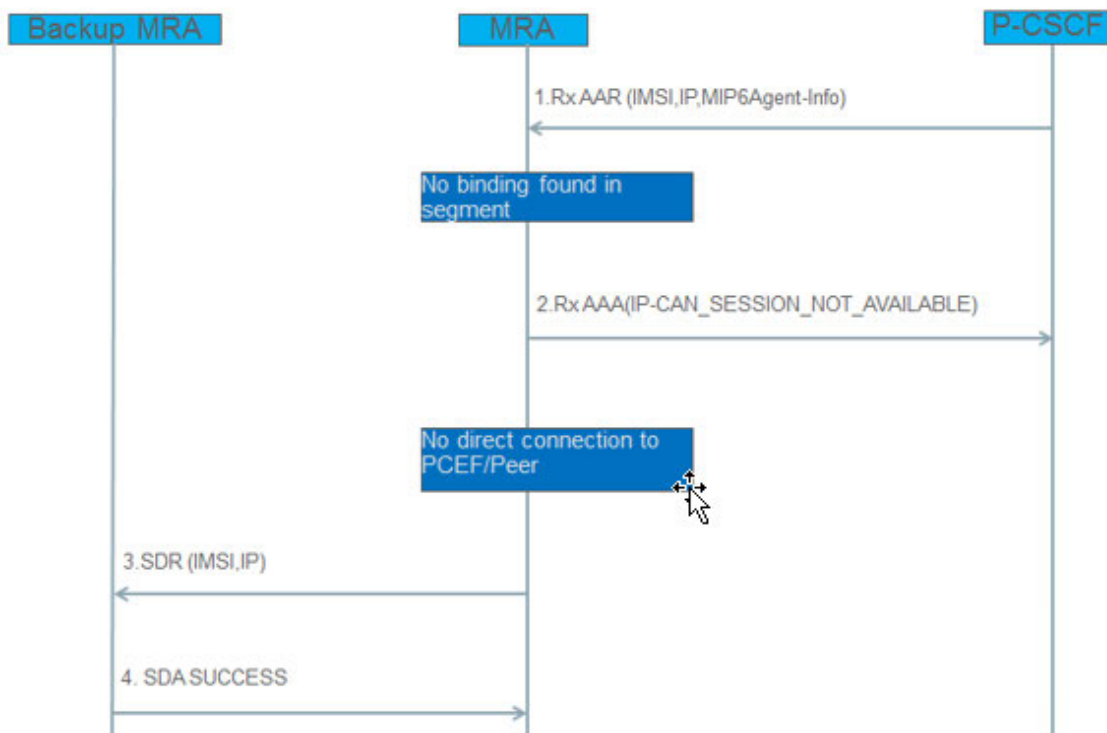 Backup MRA
MRA
P-CSCF
1.Rx AAR (IMSI,IP,MIP6Agent-Info)
No binding found in
segment
2.Rx AAA(IP-CAN_SESSION_NOT_AVAILABLE)
No direct connection to
PCEF/Peer
3.SDR (IMSI,IP)
4. SDA SUCCESS